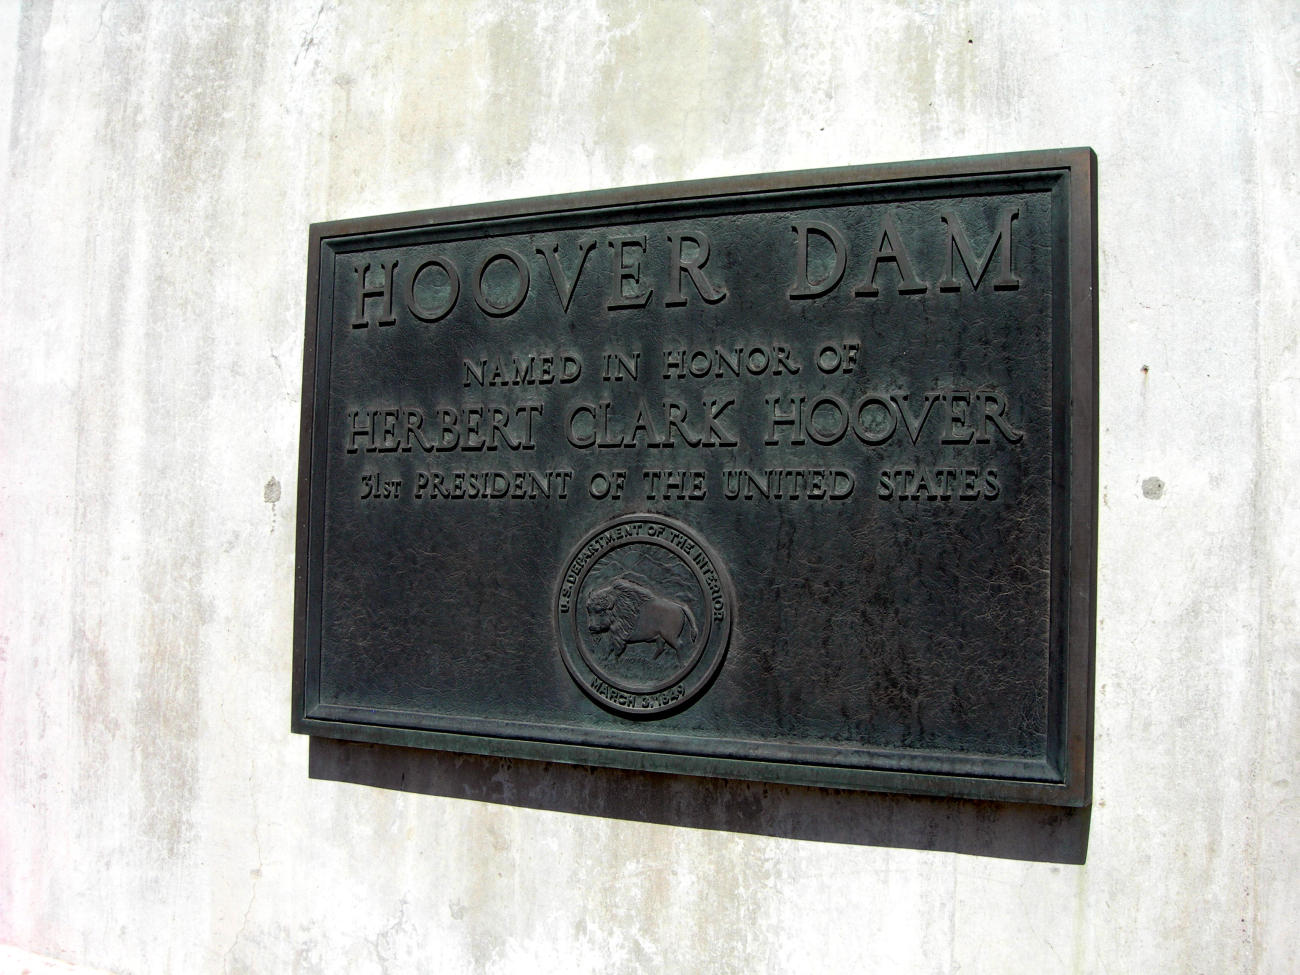 HOOVER DAM
NAMED IN HONOR OF
HERBERT CLARK HOOVER
31ST PRESIDENT OF THE UNITED STATES
U.S. DEPARTMENT OF THE INTERIOR
MARCH 3, 1849